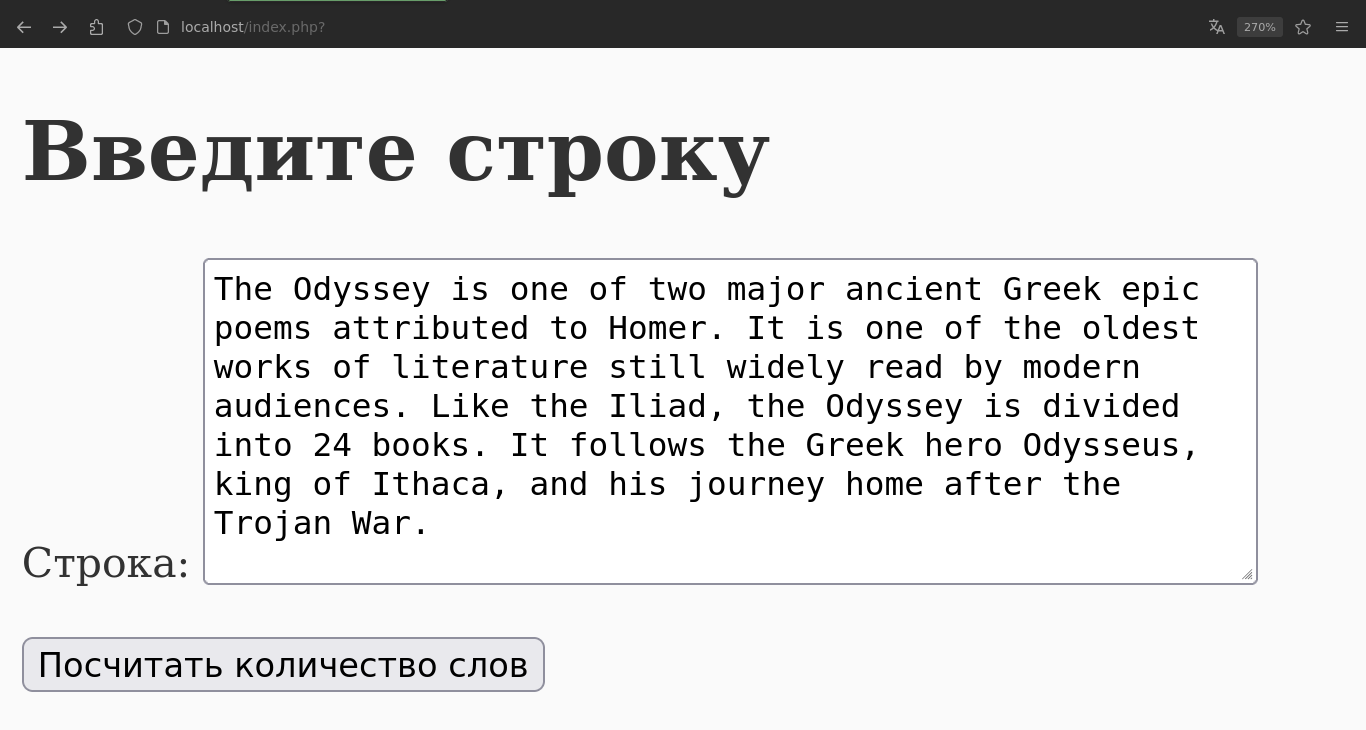 localhost/index.php?
270%
Введите строку
The Odyssey is one of two major ancient Greek epic
poems attributed to Homer. It is one of the oldest
works of literature still widely read by modern
audiences. Like the Iliad, the Odyssey is divided
into 24 books. It follows the Greek hero Odysseus,
king of Ithaca, and his journey home after the
Trojan War.
Строка:
Посчитать количество слов